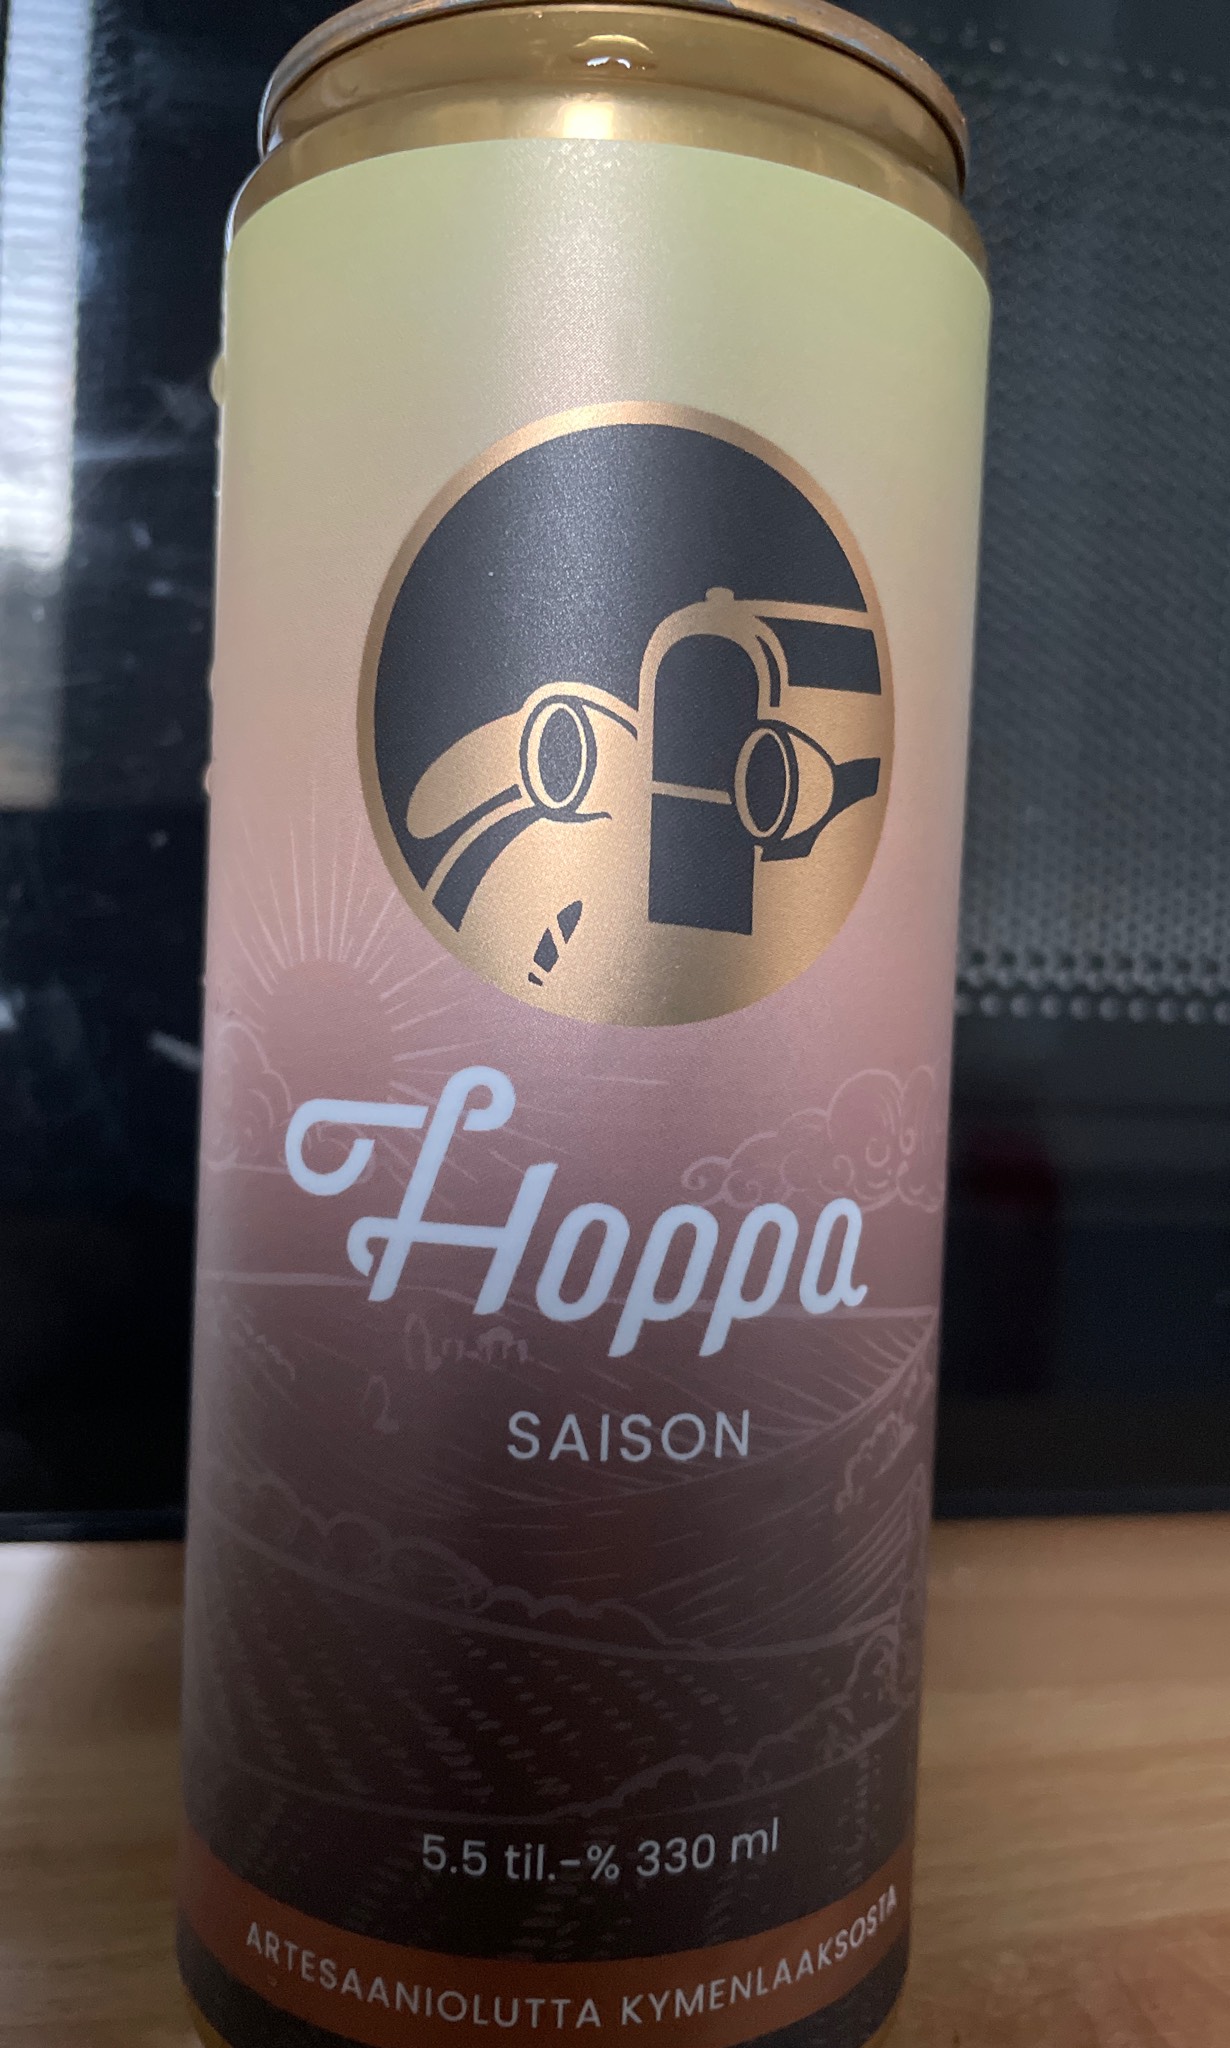 Hoppa
SAISON
5.5 til.-% 330 ml
ARTESAANIOLUTTA KYMENLAAKSOSTA